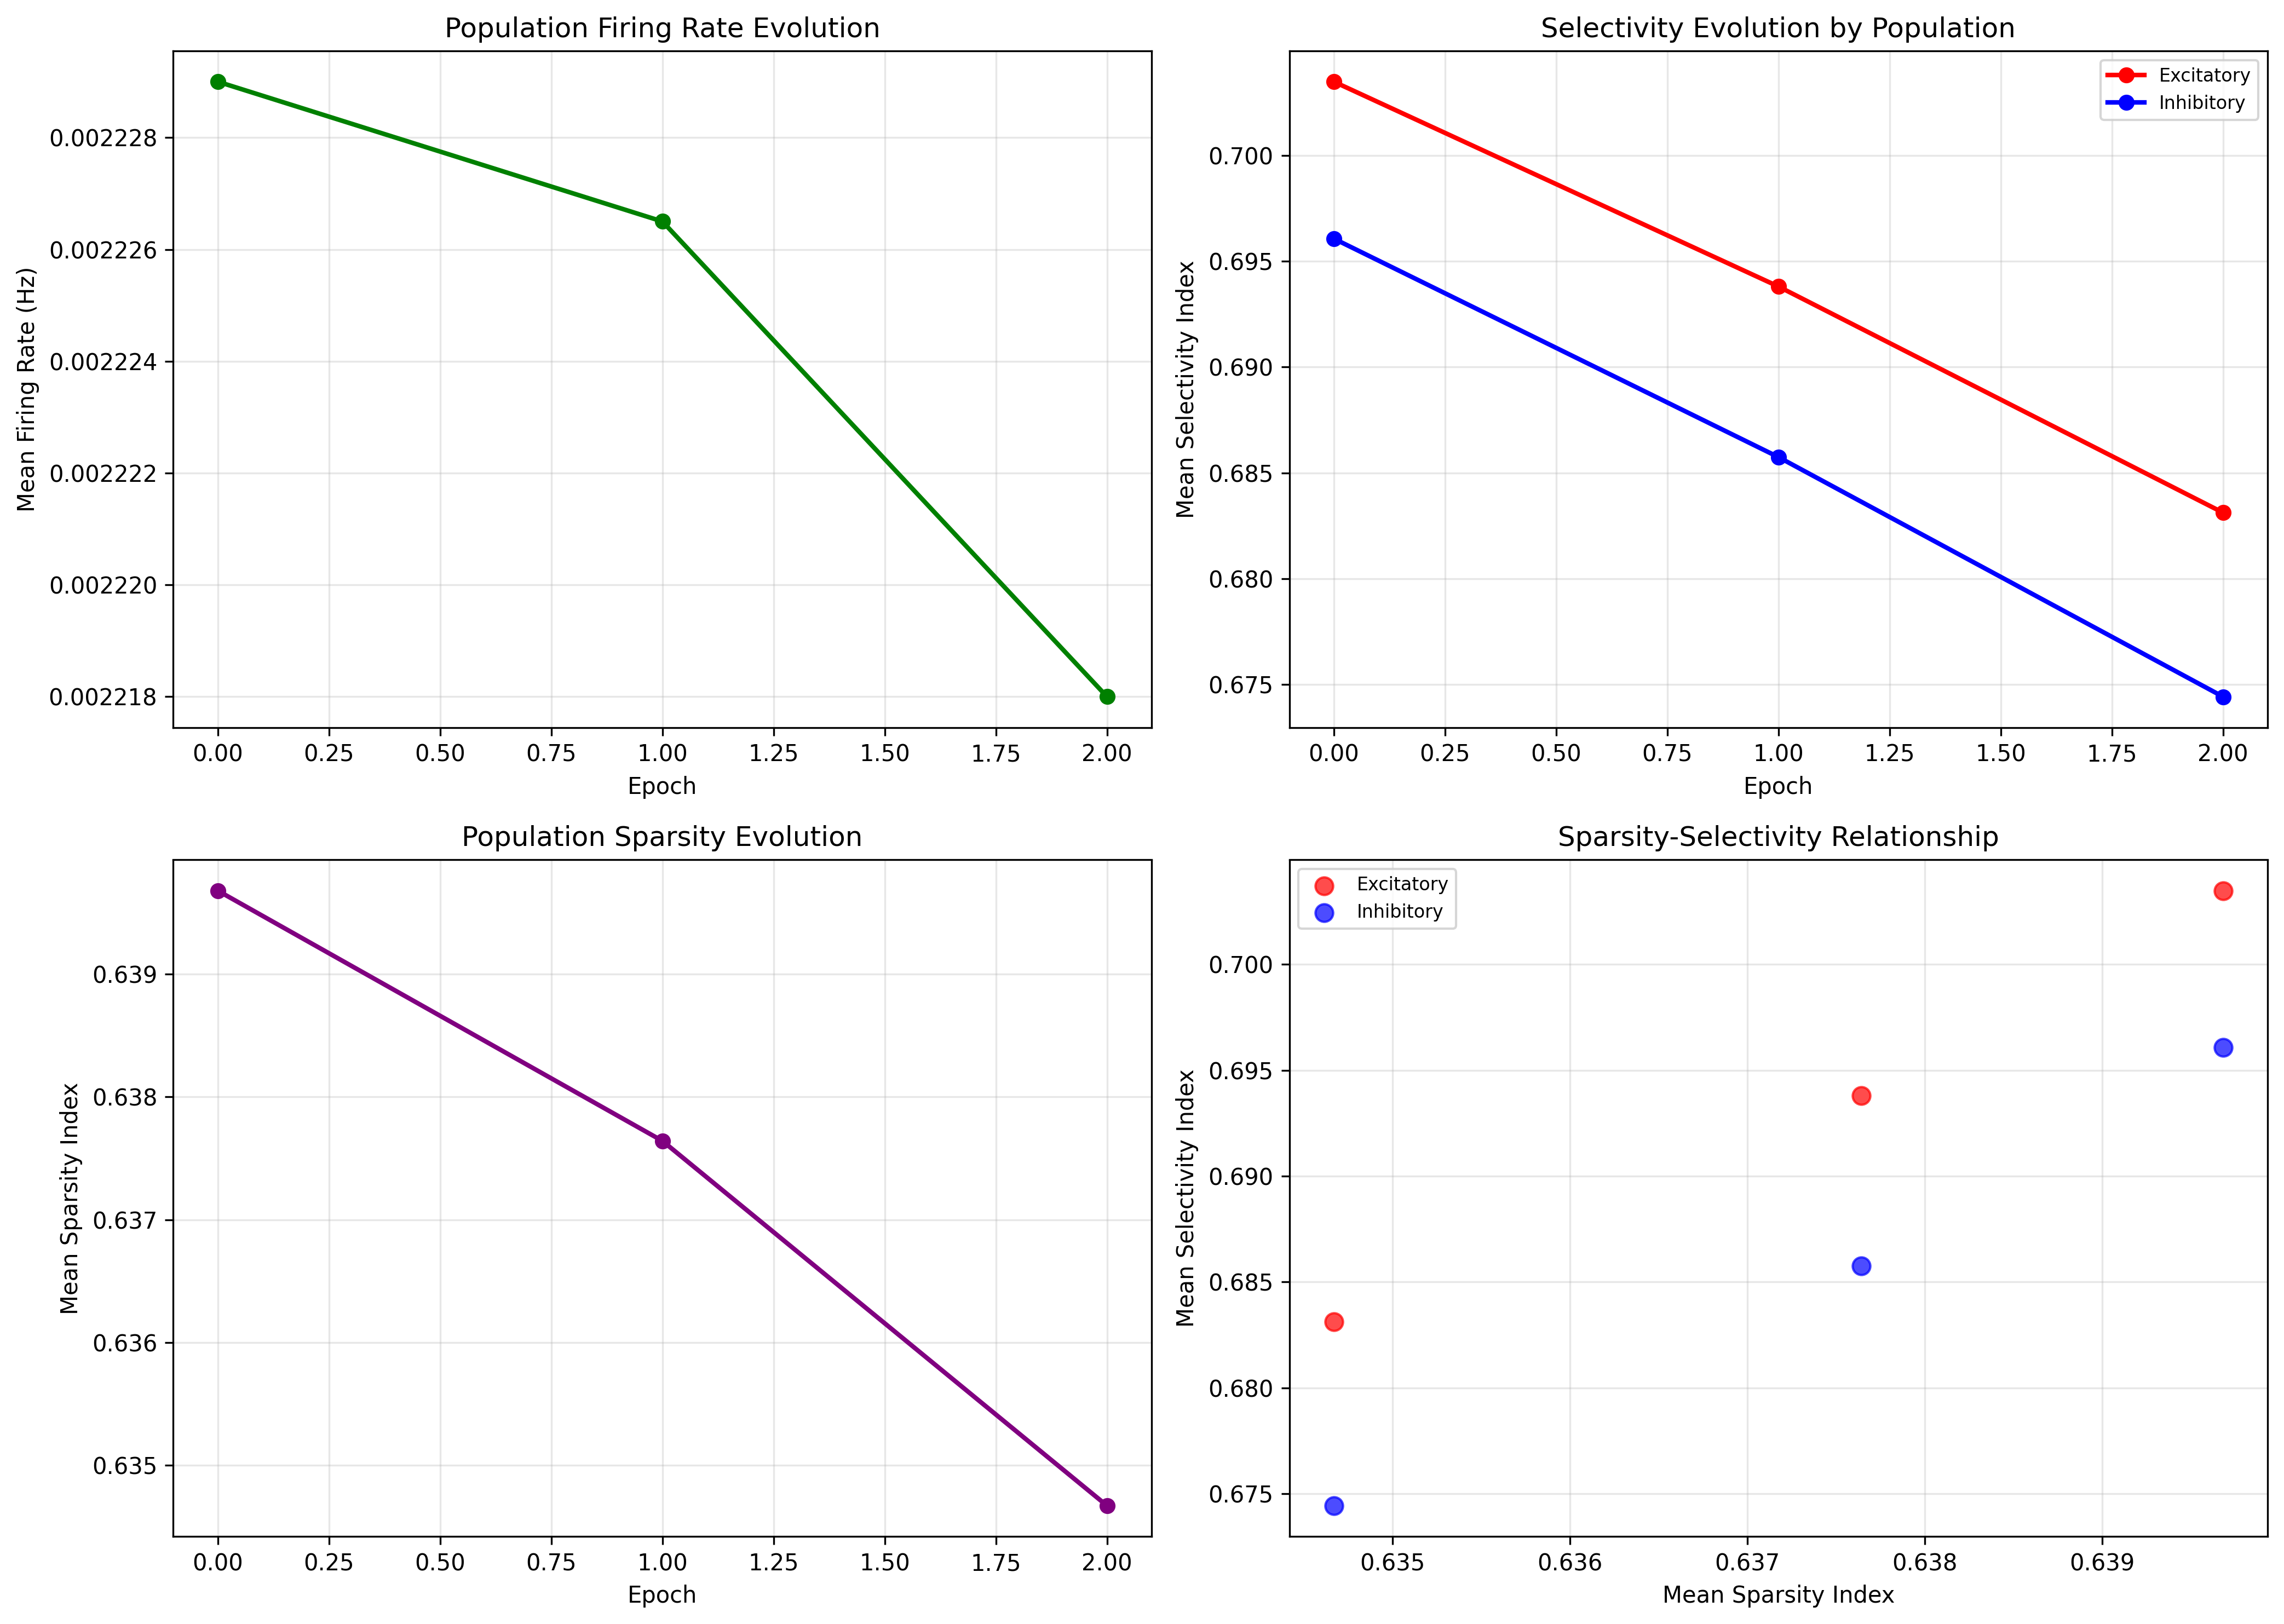 Population Firing Rate Evolution
Mean Firing Rate (Hz)
0.002228
0.002226
0.002224
0.002222
0.002220
0.002218
0.00 0.25 0.50 0.75 1.00 1.25 1.50 1.75 2.00
Epoch
Selectivity Evolution by Population
Excitatory
Inhibitory
Mean Selectivity Index
0.700
0.695
0.690
0.685
0.680
0.675
0.00 0.25 0.50 0.75 1.00 1.25 1.50 1.75 2.00
Epoch
Population Sparsity Evolution
Mean Sparsity Index
0.639
0.638
0.637
0.636
0.635
0.00 0.25 0.50 0.75 1.00 1.25 1.50 1.75 2.00
Epoch
Sparsity-Selectivity Relationship
Excitatory
Inhibitory
Mean Selectivity Index
0.700
0.695
0.690
0.685
0.680
0.675
0.635 0.636 0.637 0.638 0.639
Mean Sparsity Index